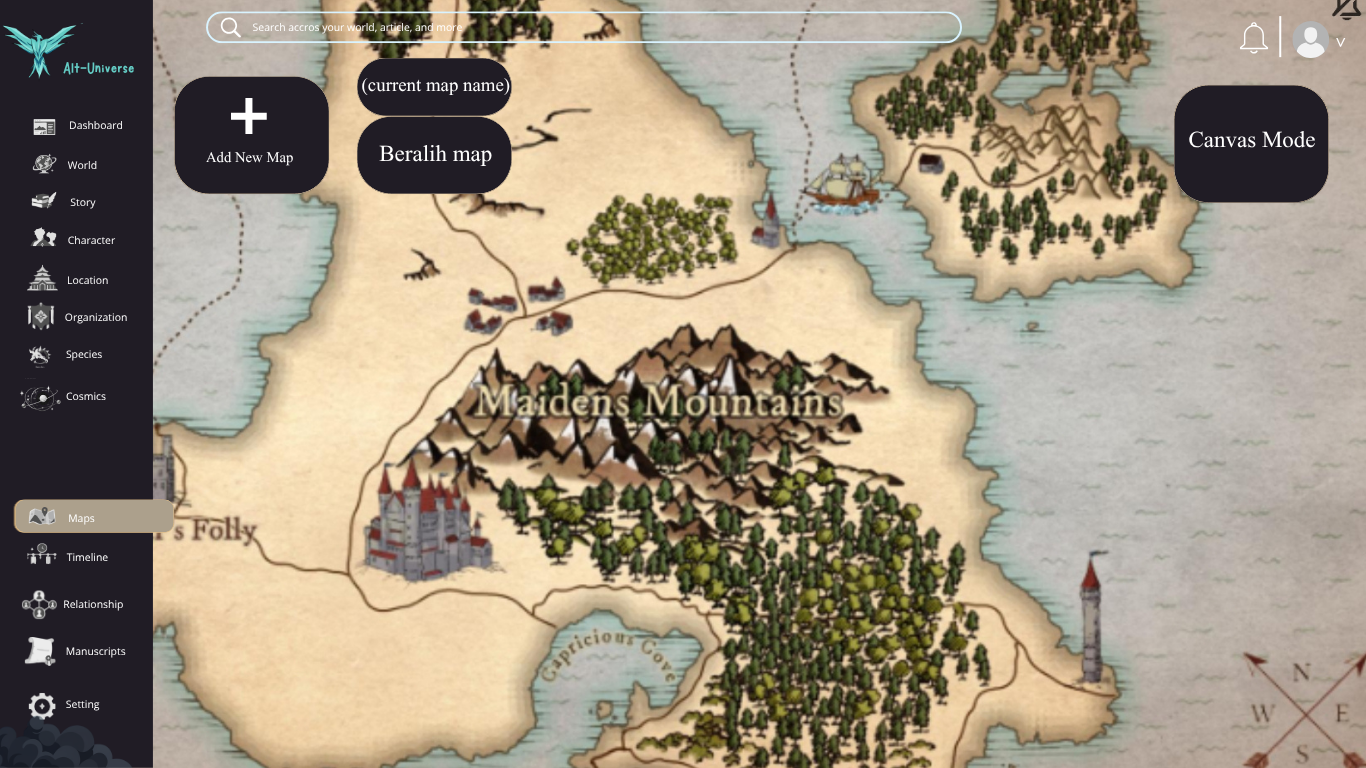 Search accros your world, article, and more
V
Alt-Universe
(current map name)
Add New Map
Beralih map
Canvas Mode
Dashboard
World
Story
Character
Location
Organization
Species
Cosmics
Maidens Mountains
Maps
's Folly
Timeline
Relationship
Manuscripts
Capricious Cove
Setting
N
W E
S